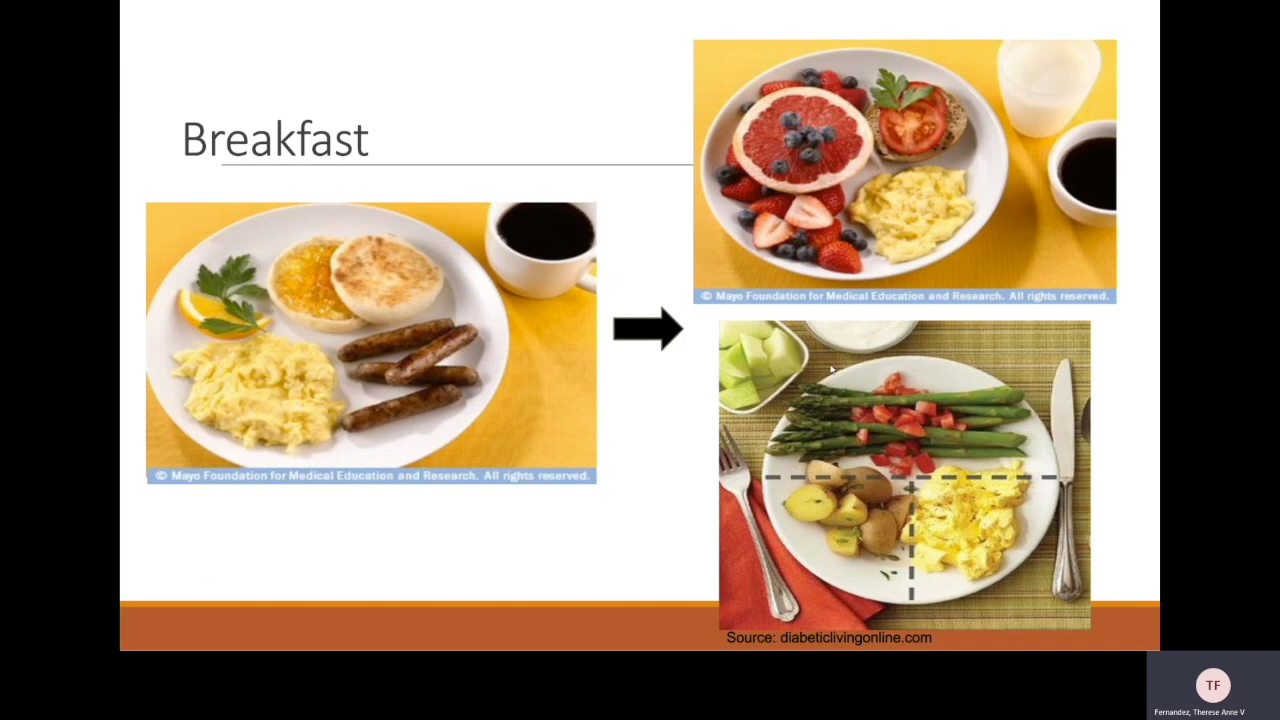 Breakfast
© Mayo Foundation for Medical Education and Research. All rights reserved.
© Mayo Foundation for Medical Education and Research. All rights reserved.
Source: diabeticlivingonline.com
TF
Fernandez, Therese Anne V